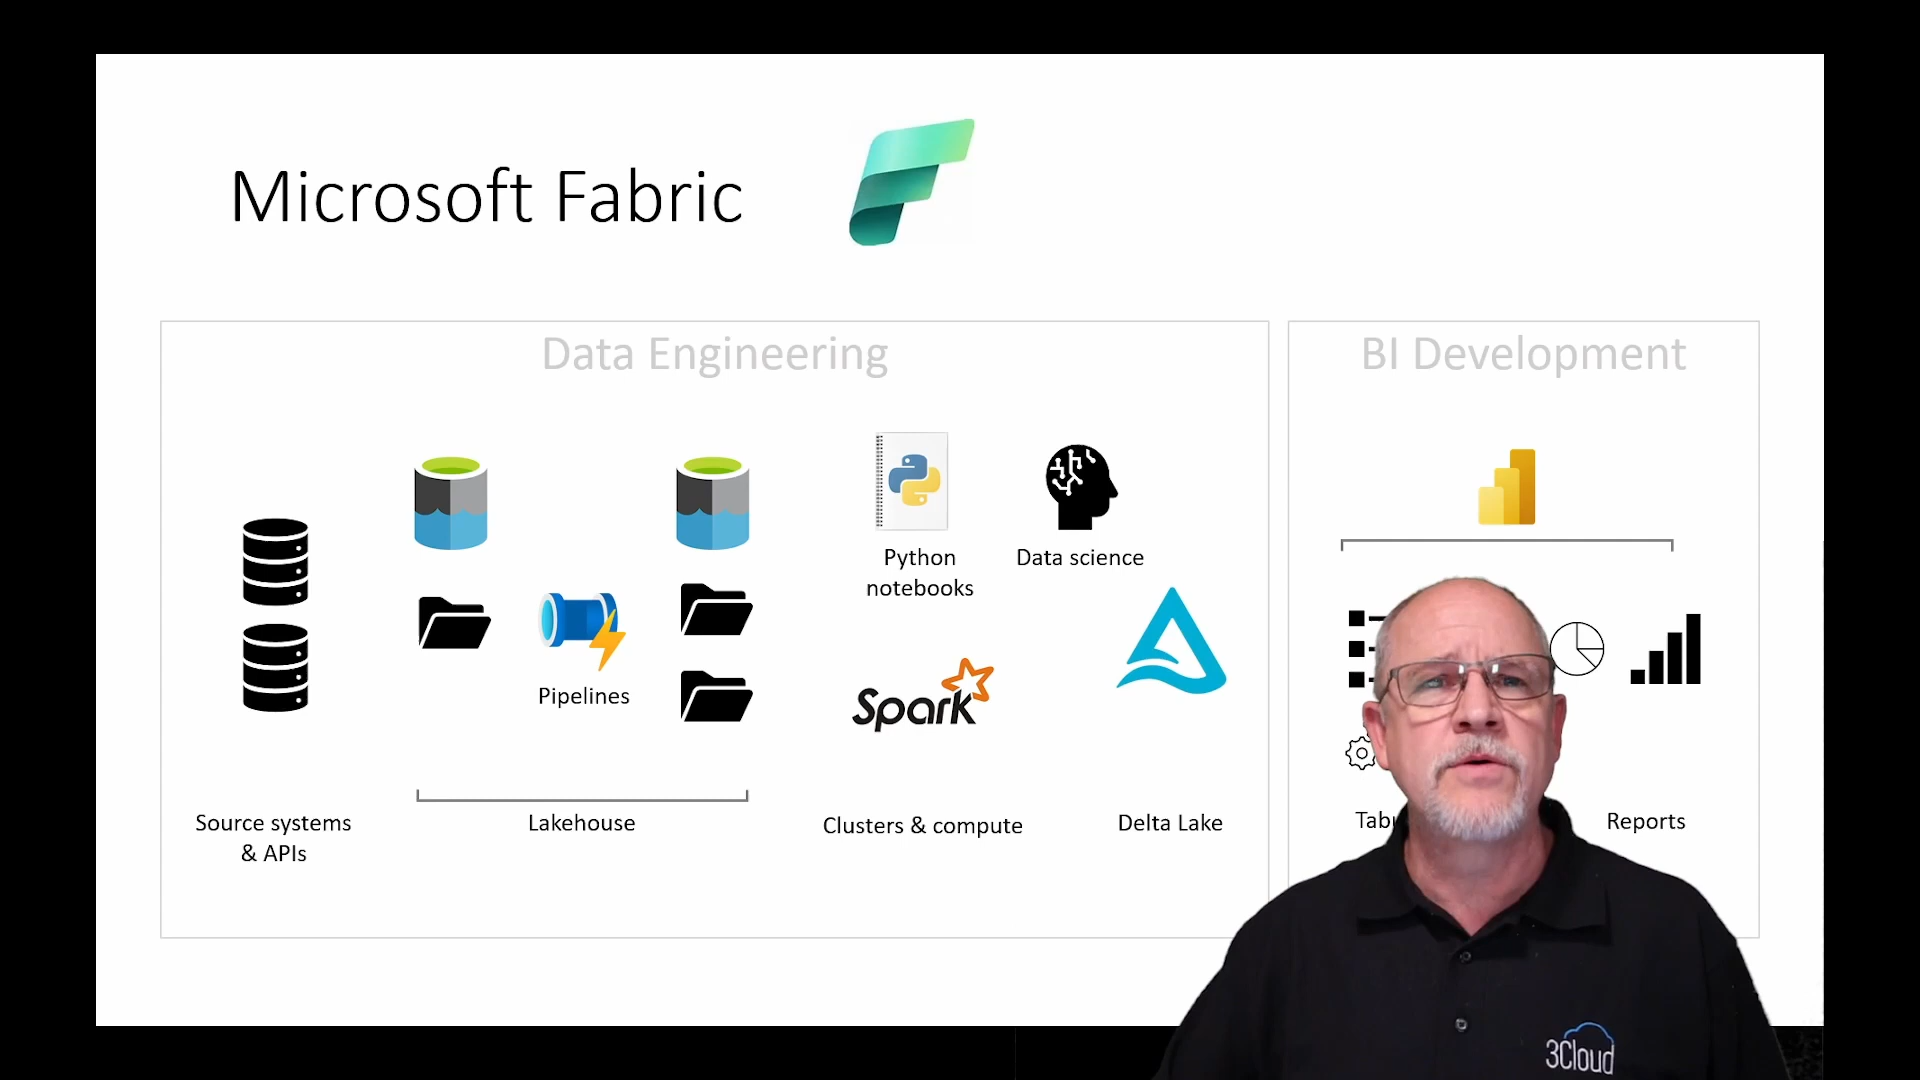 Microsoft Fabric
Data Engineering
BI Development
Python
notebooks
Data science
Pipelines
Spark
Source systems
& APIs
Lakehouse
Clusters & compute
Delta Lake
Reports
3Cloud